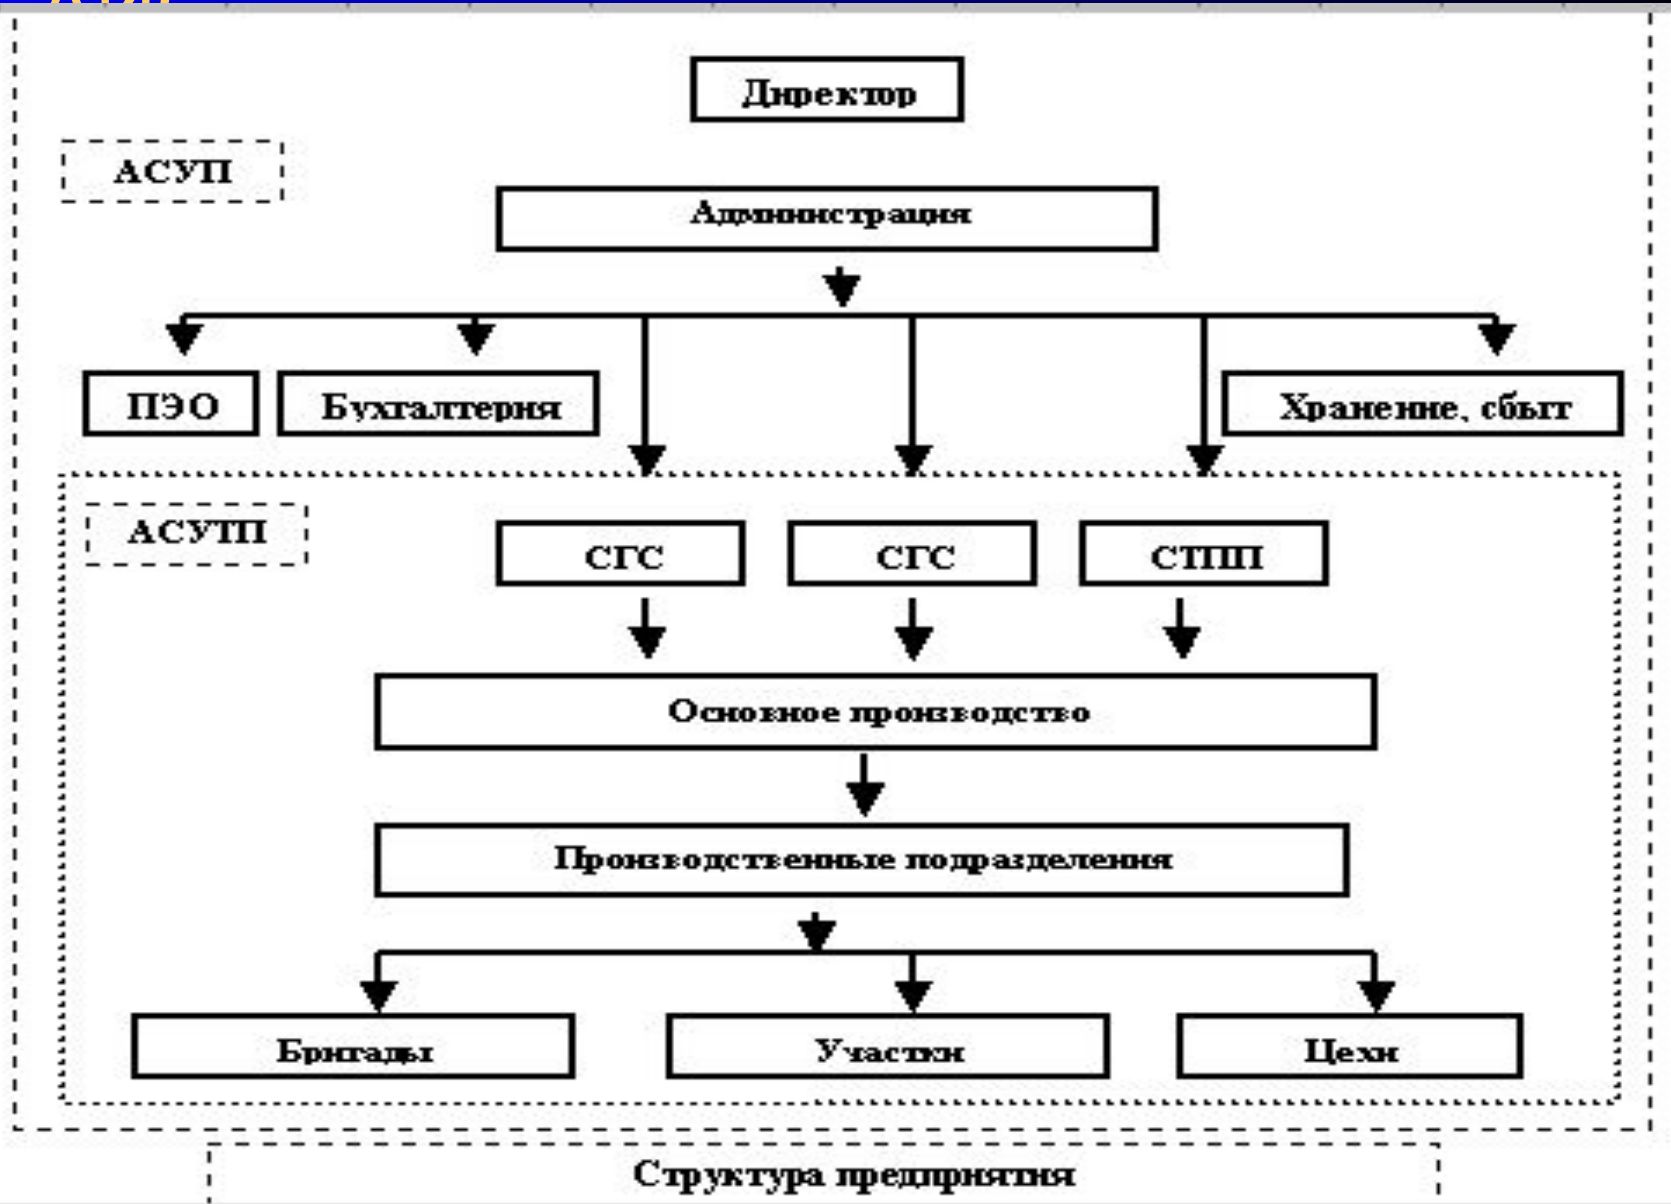 Директор
АСУП
Администрация
ПЭО
Бухгалтерия
Хранение, сбыт
АСУТП
СГС
СГС
СТПП
Основное производство
Производственные подразделения
Бригады
Участки
Цехи
Структура предприятия